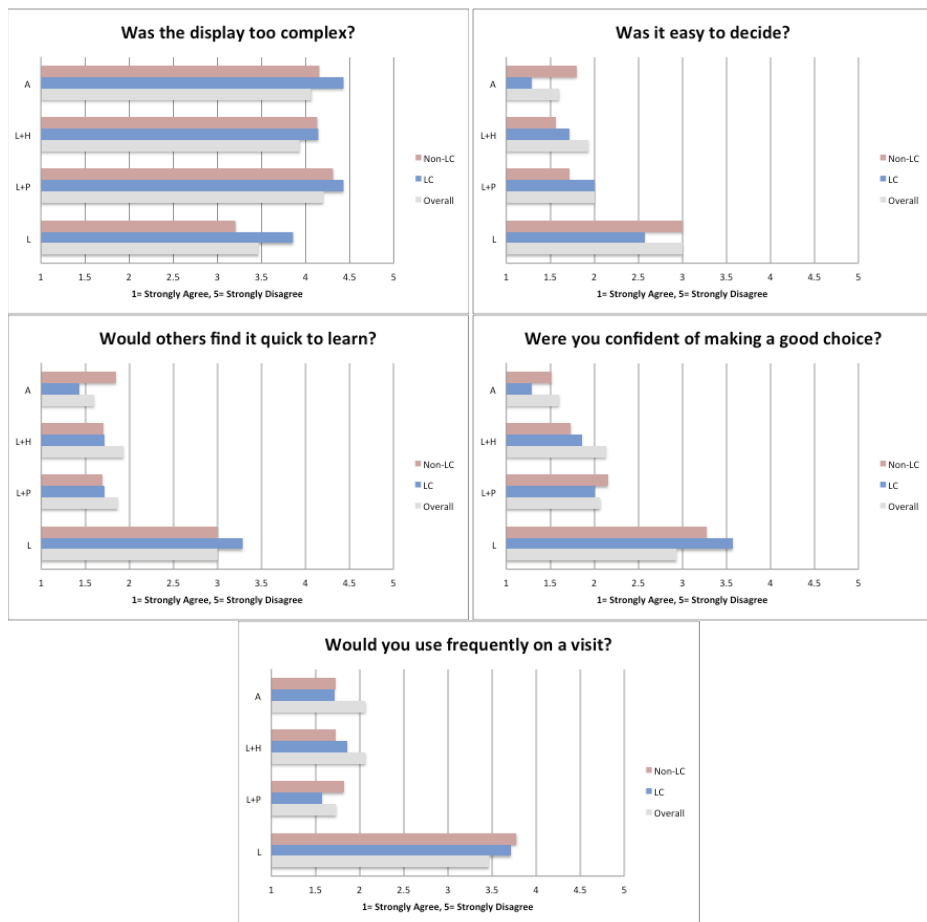 Was the display too complex?
A
L+H
L+P
L
Non-LC
LC
Overall
1 1.5 2 2.5 3 3.5 4 4.5 5
1= Strongly Agree, 5= Strongly Disagree
Was it easy to decide?
A
L+H
L+P
L
Non-LC
LC
Overall
1 1.5 2 2.5 3 3.5 4 4.5 5
1= Strongly Agree, 5= Strongly Disagree
Would others find it quick to learn?
A
L+H
L+P
L
Non-LC
LC
Overall
1 1.5 2 2.5 3 3.5 4 4.5 5
1= Strongly Agree, 5= Strongly Disagree
Were you confident of making a good choice?
A
L+H
L+P
L
Non-LC
LC
Overall
1 1.5 2 2.5 3 3.5 4 4.5 5
1= Strongly Agree, 5= Strongly Disagree
Would you use frequently on a visit?
A
L+H
L+P
L
Non-LC
LC
Overall
1 1.5 2 2.5 3 3.5 4 4.5 5
1= Strongly Agree, 5= Strongly Disagree